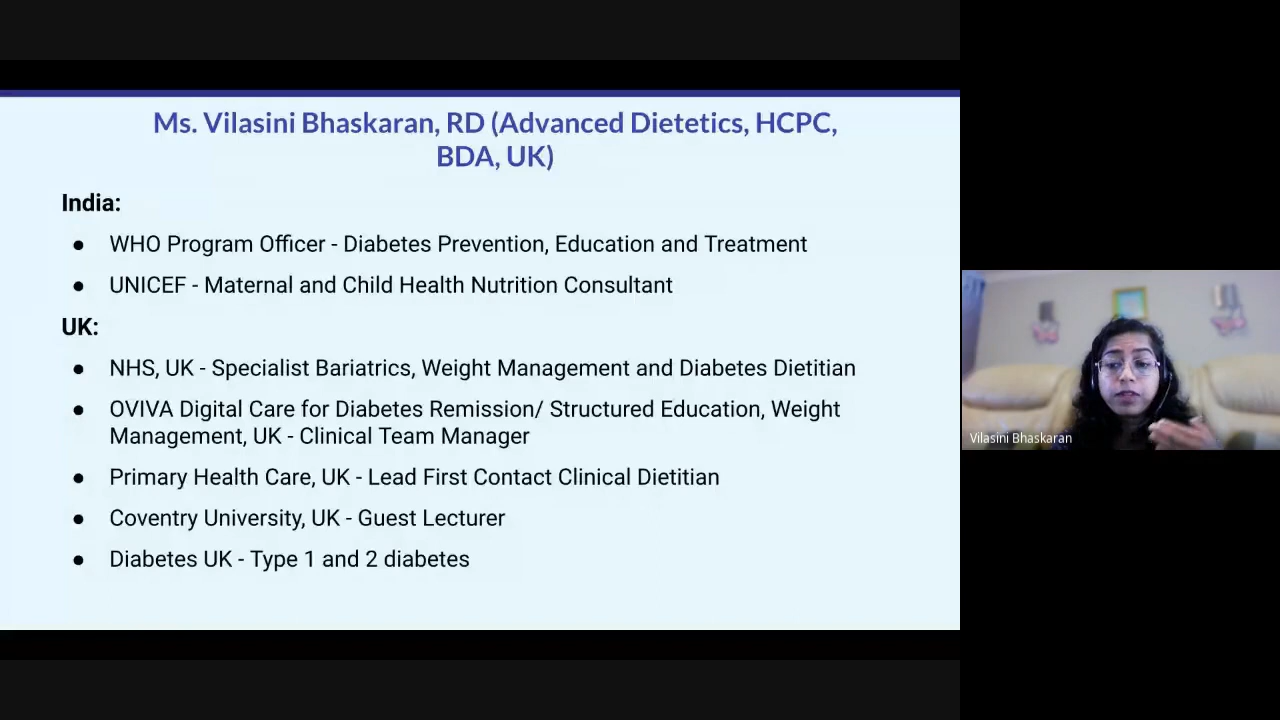 Ms. Vilasini Bhaskaran, RD (Advanced Dietetics, HCPC,
BDA, UK)
India:
● WHO Program Officer - Diabetes Prevention, Education and Treatment
● UNICEF - Maternal and Child Health Nutrition Consultant
UK:
● NHS, UK - Specialist Bariatrics, Weight Management and Diabetes Dietitian
● OVIVA Digital Care for Diabetes Remission/ Structured Education, Weight
Management, UK - Clinical Team Manager
● Primary Health Care, UK - Lead First Contact Clinical Dietitian
● Coventry University, UK - Guest Lecturer
● Diabetes UK - Type 1 and 2 diabetes
Vilasini Bhaskaran